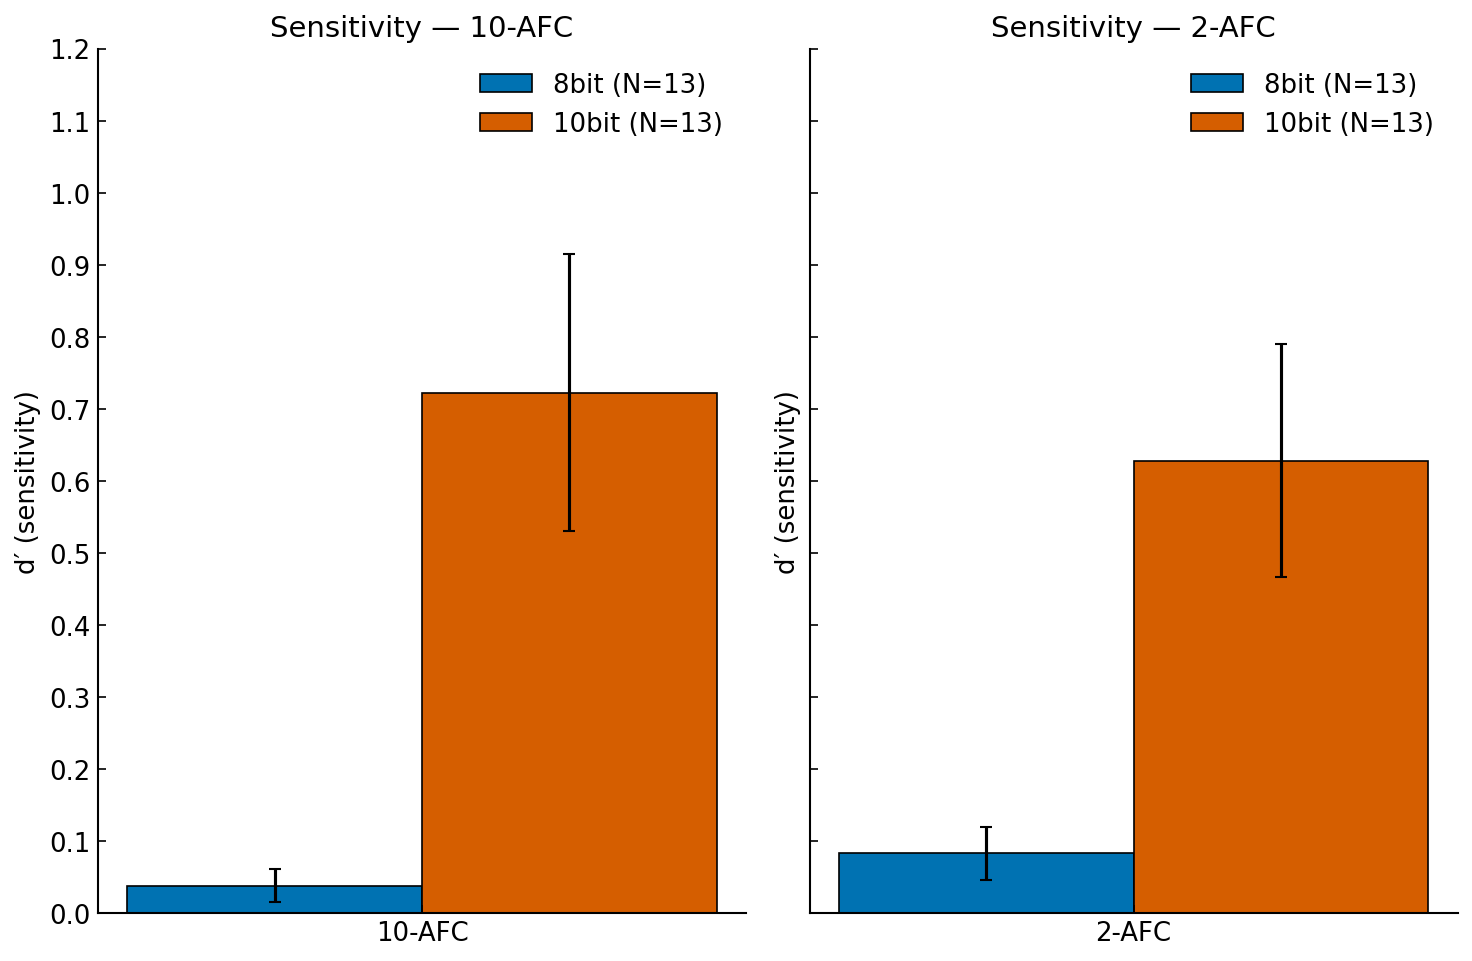 Sensitivity — 10-AFC
8bit (N=13)
10bit (N=13)
d′ (sensitivity)
1.2
1.1
1.0
0.9
0.8
0.7
0.6
0.5
0.4
0.3
0.2
0.1
0.0
10-AFC
Sensitivity — 2-AFC
8bit (N=13)
10bit (N=13)
d′ (sensitivity)
2-AFC